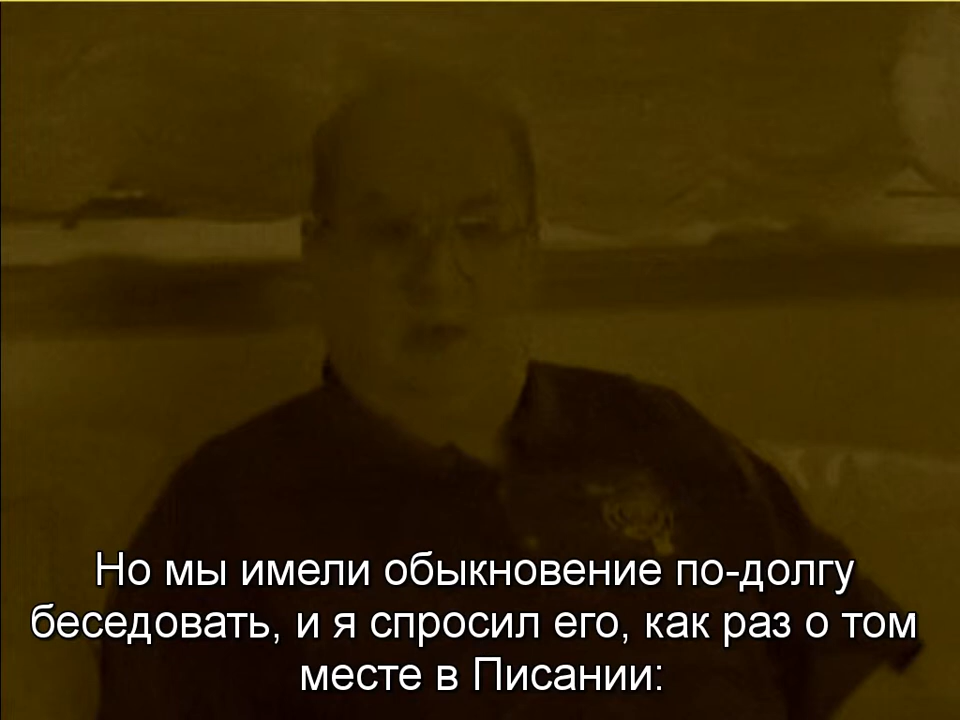 Но мы имели обыкновение по-долгу
беседовать, и я спросил его, как раз о том
месте в Писании: